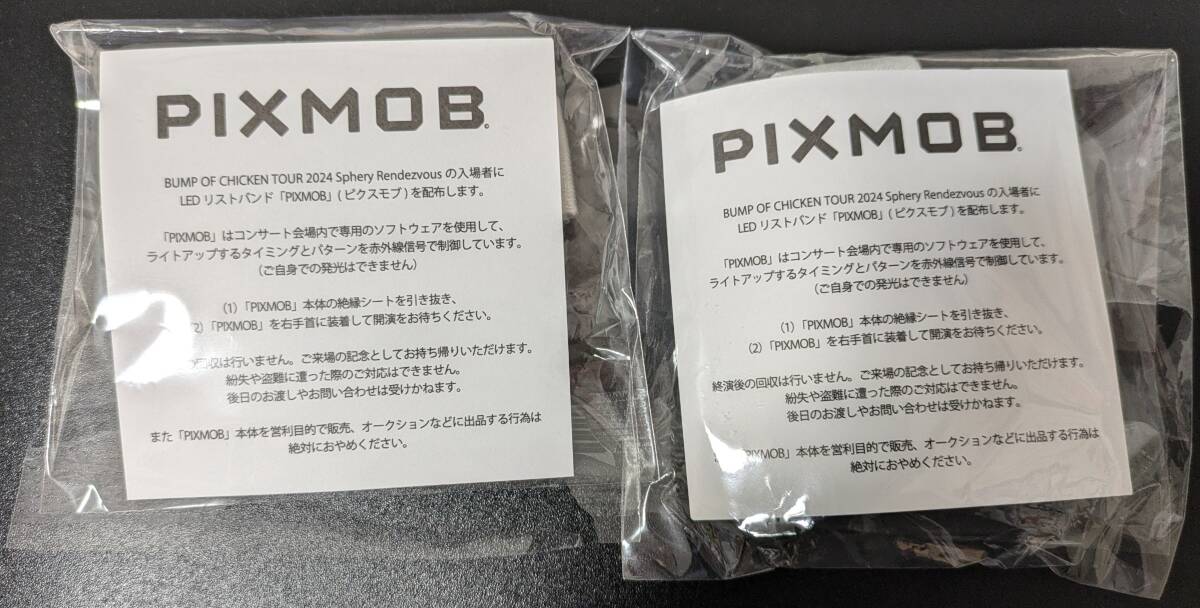 PIXMOB
BUMP OF CHICKEN TOUR 2024 Sphery Rendezvous の入場者に
LED リストバンド「PIXMOB」( ピクスモブ ) を配布します。
「PIXMOB」はコンサート会場内で専用のソフトウェアを使用して、
ライトアップするタイミングとパターンを赤外線信号で制御しています。
（ご自身での発光はできません）
(1) 「PIXMOB」本体の絶縁シートを引き抜き、
2) 「PIXMOB」を右手首に装着して開演をお待ちください。
回収は行いません。ご来場の記念としてお持ち帰りいただけます。
紛失や盗難に遭った際のご対応はできません。
後日のお渡しやお問い合わせは受けかねます。
また「PIXMOB」本体を営利目的で販売、オークションなどに出品する行為は
絶対におやめください。
PIXMOB
BUMP OF CHICKEN TOUR 2024 Sphery Rendezvous の入場者に
LED リストバンド「PIXMOB」( ピクスモブ ) を配布します。
「PIXMOB」はコンサート会場内で専用のソフトウェアを使用して、
ライトアップするタイミングとパターンを赤外線信号で制御しています。
（ご自身での発光はできません）
(1) 「PIXMOB」本体の絶縁シートを引き抜き、
(2) 「PIXMOB」を右手首に装着して開演をお待ちください。
終演後の回収は行いません。ご来場の記念としてお持ち帰りいただけます。
紛失や盗難に遭った際のご対応はできません。
後日のお渡しやお問い合わせは受けかねます。
PIXMOB」本体を営利目的で販売、オークションなどに出品する行為は
絶対におやめください。